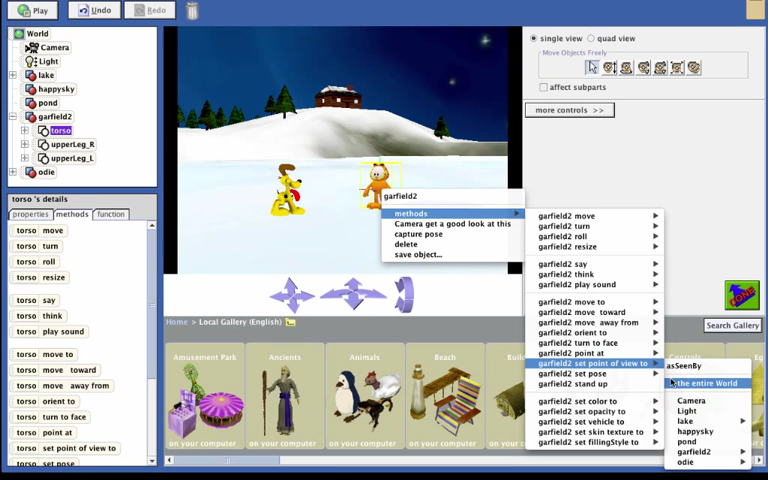 Play
Undo
Redo
World
Camera
Light
lake
happysky
pond
garfield2
torso
upperLeg_R
upperLeg_L
odie
torso 's details
properties
methods
function
torso move
torso turn
torso roll
torso resize
torso say
torso think
torso play sound
torso move to
torso move toward
torso move away from
torso orient to
torso turn to face
torso point at
torso set point of view to
torso set pose
garfield2
methods
Camera get a good look at this
capture pose
delete
save object...
garfield2 move
garfield2 turn
garfield2 roll
garfield2 resize
garfield2 say
garfield2 think
garfield2 play sound
garfield2 move to
garfield2 move toward
garfield2 move away from
garfield2 orient to
garfield2 turn to face
garfield2 point at
garfield2 set point of view to
garfield2 set pose
garfield2 stand up
garfield2 set color to
garfield2 set opacity to
garfield2 set vehicle to
garfield2 set skin texture to
garfield2 set fillingStyle to
asSeenBy
the entire World
Camera
Light
lake
happysky
pond
garfield2
odie
single view
quad view
Move Objects Freely
affect subparts
more controls >>
DONE
Home > Local Gallery (English)
Search Gallery
Amusement Park
on your computer
Ancients
on your computer
Animals
on your computer
Beach
on your computer